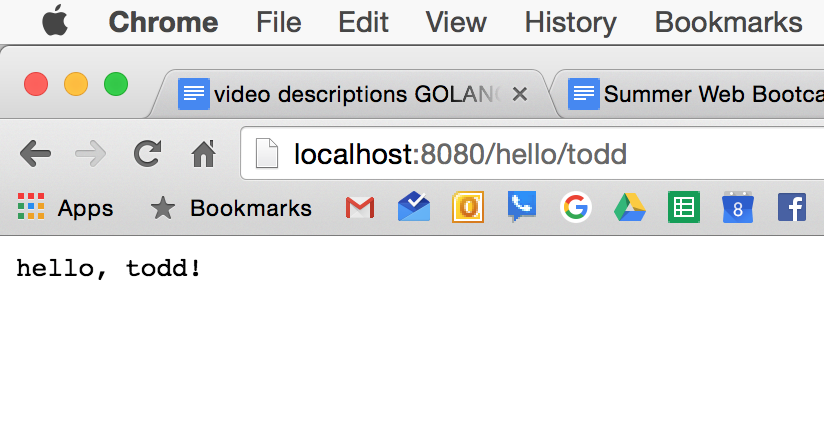 Chrome File Edit View History Bookmarks
video descriptions GOLANG Summer Web Bootca
localhost:8080/hello/todd
Apps Bookmarks 8
hello, todd!